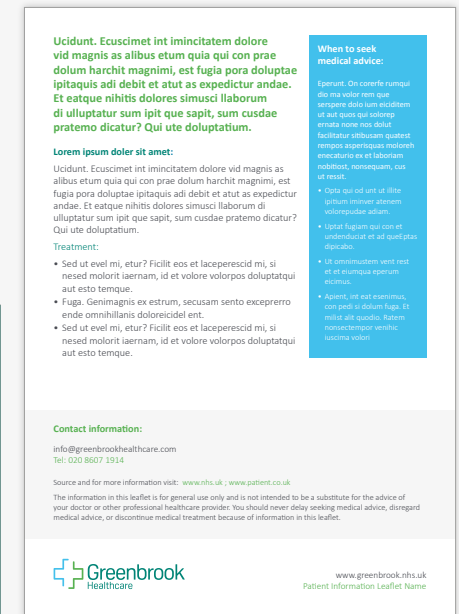 Ucidunt. Ecuscimet int imincitatem dolore
vid magnis as alibus etum quia qui con prae
dolum harchit magnimi, est fugia pora doluptae
ipitaquis adi debit et atut as expedictur andae.
Et eatque nihitis dolores simusci llaborum
di ulluptatur sum ipit que sapit, sum cusdae
pratemo dicatur? Qui ute doluptatium.
Lorem ipsum doler sit amet:
Ucidunt. Ecuscimet int imincitatem dolore vid magnis as
alibus etum quia qui con prae dolum harchit magnimi, est
fugia pora doluptae ipitaquis adi debit et atut as expedictur
andae. Et eatque nihitis dolores simusci llaborum di
ulluptatur sum ipit que sapit, sum cusdae pratemo dicatur?
Qui ute doluptatium.
Treatment:
• Sed ut evel mi, etur? Ficilit eos et laceperescid mi, si
nesed molorit iaernam, id et volore volorpos doluptatqui
aut esto temque.
• Fuga. Genimagnis ex estrum, secusam sento exceprerro
ende omnihillanis doloreicidel ent.
• Sed ut evel mi, etur? Ficilit eos et laceperescid mi, si
nesed molorit iaernam, id et volore volorpos doluptatqui
aut esto temque.
When to seek
medical advice:
Eperunt. On corerfe rumqui
dio ma volor rem que
serspere dolo ium eiciditem
ut aut quos qui solorep
errata none nos dolut
facilitatur sitibusam quatest
rempos asperisquas moloreh
enecaturio ex et laboriam
nobitiost, nonsequam, cus
ut ressit.
• Opta qui od unt ut illite
ipitium iminver atenem
volorepudae adiam.
• Uptat fugiam qui con et
undenduciat et ad queEptas
dipicabo.
• Ut omnimustem vent rest
et et eiumqua eperum
eicimus.
• Apient, int eat esenimus,
con pedi si dolum fuga. Et
milist alit quodio. Ratem
nonsectempor venihic
iuscima volori
Contact information:
info@greenbrookhealthcare.com
Tel: 020 8607 1914
Source and for more information visit: www.nhs.uk ; www.patient.co.uk
The information in this leaflet is for general use only and is not intended to be a substitute for the advice of
your doctor or other professional healthcare provider. You should never delay seeking medical advice, disregard
medical advice, or discontinue medical treatment because of information in this leaflet.
Greenbrook
Healthcare
www.greenbrook.nhs.uk
Patient Information Leaflet Name